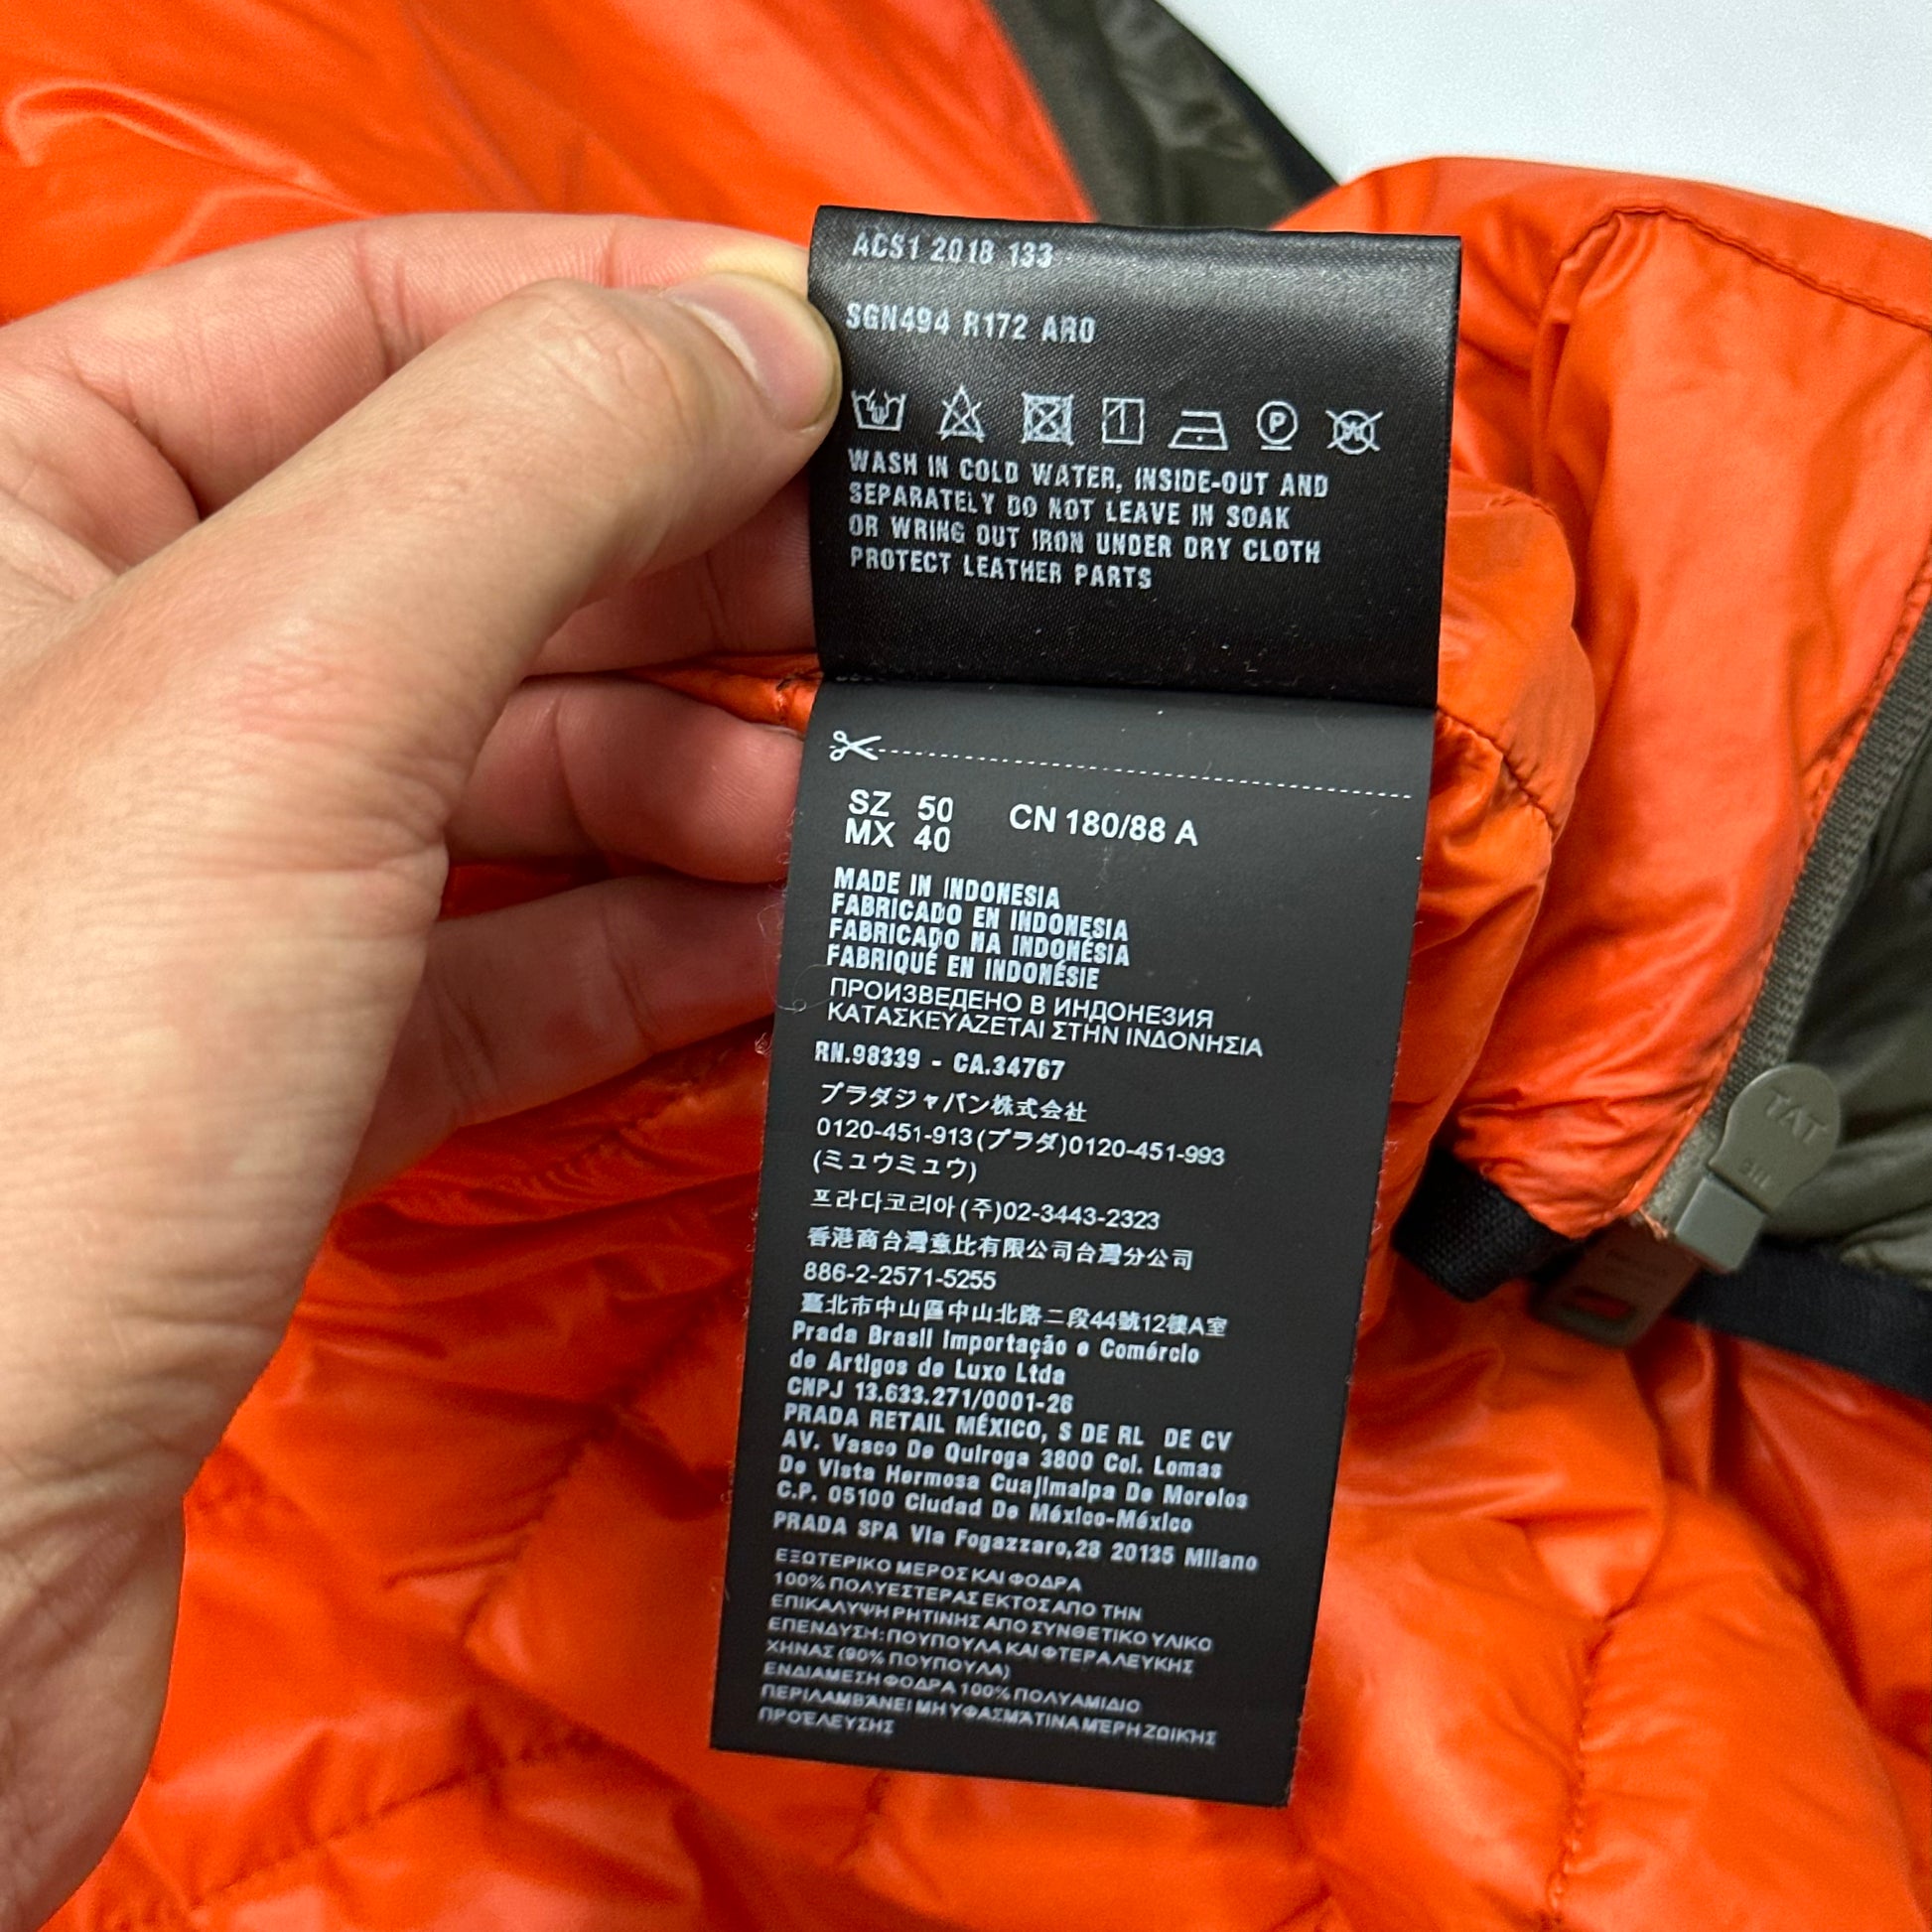 ACS1 2018 133
SGN494 R172 AR0
WASH IN COLD WATER, INSIDE-OUT AND
SEPARATELY DO NOT LEAVE IN SOAK
OR WRING OUT IRON UNDER DRY CLOTH
PROTECT LEATHER PARTS
SZ 50 CN 180/88 A
MX 40
MADE IN INDONESIA
FABRICADO EN INDONESIA
FABRICADO NA INDONÉSIA
FABRIQUÉ EN INDONÉSIE
ПРОИЗВЕДЕНО В ИНДОНЕЗИЯ
ΚΑΤΑΣΚΕΥΑΖΕΤΑΙ ΣΤΗΝ ΙΝΔΟΝΗΣΙΑ
RN.98339 - CA.34767
プラダジャパン株式会社
0120-451-913(プラダ)0120-451-993
(ミュウミュウ)
프라다코리아(주)02-3443-2323
香港商台灣意比有限公司台灣分公司
886-2-2571-5255
臺北市中山區中山北路二段44號12樓A室
Prada Brasil Importação e Comércio
de Artigos de Luxo Ltda
CNPJ 13.633.271/0001-26
PRADA RETAIL MÉXICO, S DE RL DE CV
AV. Vasco De Quiroga 3800 Col. Lomas
De Vista Hermosa Cuajimalpa De Morelos
C.P. 05100 Ciudad De México-México
PRADA SPA Via Fogazzaro,28 20135 Milano
ΕΞΩΤΕΡΙΚΟ ΜΕΡΟΣ ΚΑΙ ΦΟΔΡΑ
100% ΠΟΛΥΕΣΤΕΡΑΣ ΕΚΤΟΣ ΑΠΟ ΤΗΝ
ΕΠΙΚΑΛΥΨΗ ΡΗΤΙΝΗΣ ΑΠΟ ΣΥΝΘΕΤΙΚΟ ΥΛΙΚΟ
ΕΠΕΝΔΥΣΗ: ΠΟΥΠΟΥΛΑ ΚΑΙ ΦΤΕΡΑ ΛΕΥΚΗΣ
ΧΗΝΑΣ (90% ΠΟΥΠΟΥΛΑ)
ΕΝΔΙΑΜΕΣΗ ΦΟΔΡΑ 100% ΠΟΛΥΑΜΙΔΙΟ
ΠΕΡΙΛΑΜΒΑΝΕΙ ΜΗ ΥΦΑΣΜΑΤΙΝΑ ΜΕΡΗ ΖΩΙΚΗΣ
ΠΡΟΈΛΕΥΣΗΣ
TAT